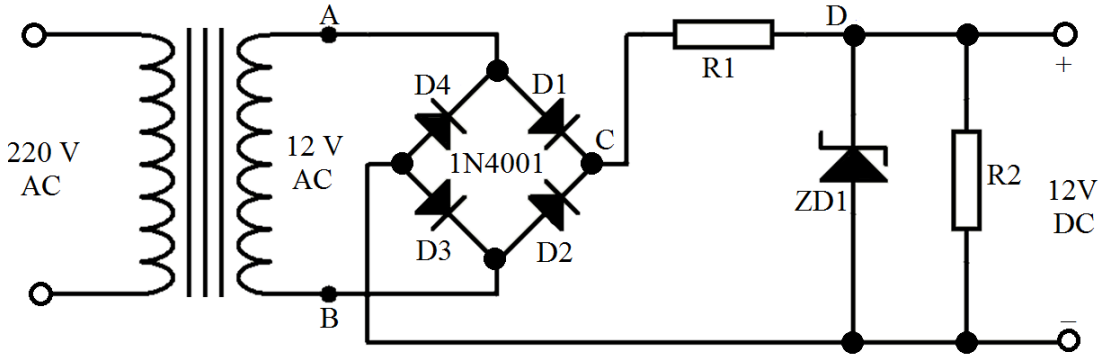 A
D
D4
D1
R1
+
C
220 V
AC
12 V
AC
1N4001
R2
12V
DC
ZD1
D3
D2
B
_